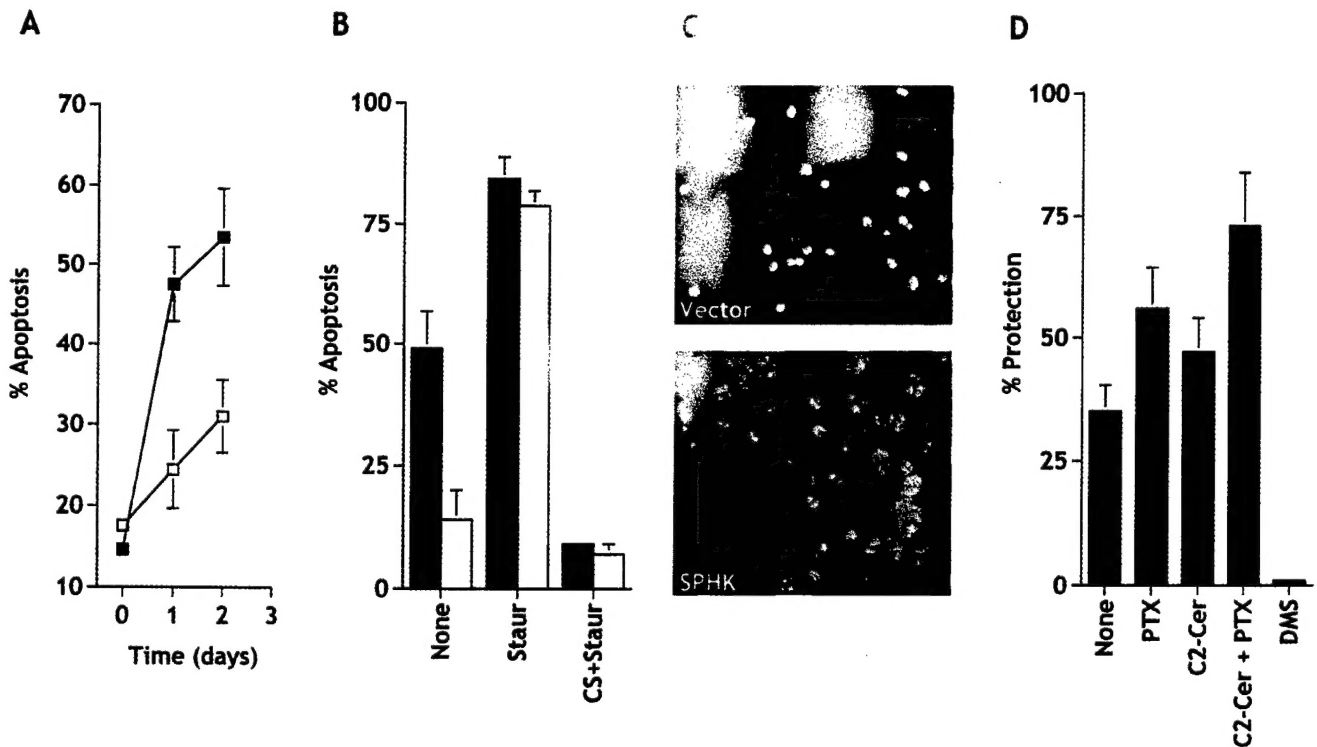 A
B
C
D
% Apoptosis
70
60
50
40
30
20
10
0 1 2 3
Time (days)
% Apoptosis
100
75
50
25
0
None
Staur
CS+Staur
Vector
SPHK
% Protection
100
75
50
25
0
None
PTX
C2-Cer
C2-Cer + PTX
DMS